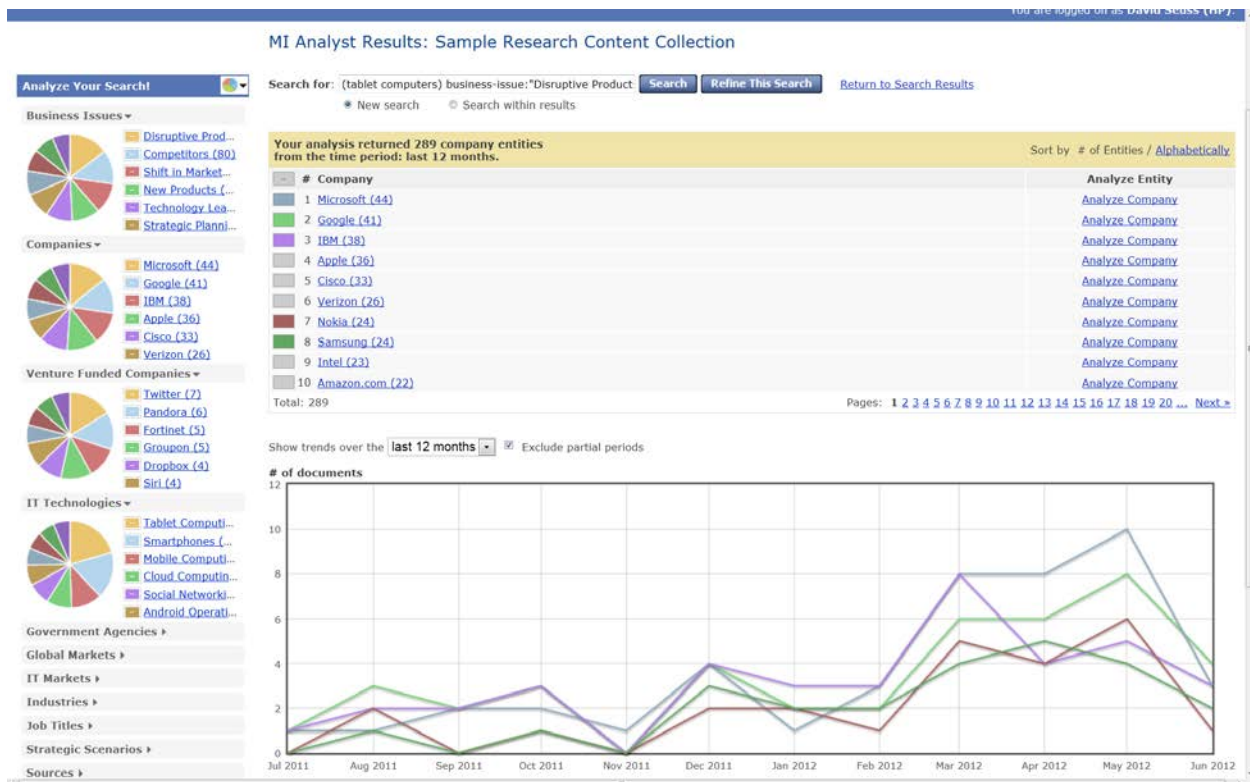 You are logged on as David Seuss (HP).
MI Analyst Results: Sample Research Content Collection
Analyze Your Search!
Business Issues
Disruptive Prod...
Competitors (80)
Shift in Market...
New Products (...
Technology Lea...
Strategic Planni...
Companies
Microsoft (44)
Google (41)
IBM (38)
Apple (36)
Cisco (33)
Verizon (26)
Venture Funded Companies
Twitter (7)
Pandora (6)
Fortinet (5)
Groupon (5)
Dropbox (4)
Siri (4)
IT Technologies
Tablet Computi...
Smartphones (...
Mobile Computi...
Cloud Computin...
Social Networki...
Android Operati...
Government Agencies
Global Markets
IT Markets
Industries
Job Titles
Strategic Scenarios
Sources
Search for: (tablet computers) business-issue:"Disruptive Product Search Refine This Search Return to Search Results
New search Search within results
Your analysis returned 289 company entities
from the time period: last 12 months.
Sort by # of Entities / Alphabetically
# Company Analyze Entity
1 Microsoft (44) Analyze Company
2 Google (41) Analyze Company
3 IBM (38) Analyze Company
4 Apple (36) Analyze Company
5 Cisco (33) Analyze Company
6 Verizon (26) Analyze Company
7 Nokia (24) Analyze Company
8 Samsung (24) Analyze Company
9 Intel (23) Analyze Company
10 Amazon.com (22) Analyze Company
Total: 289 Pages: 1 2 3 4 5 6 7 8 9 10 11 12 13 14 15 16 17 18 19 20 ... Next »
Show trends over the last 12 months Exclude partial periods
# of documents
12
10
8
6
4
2
0
Jul 2011 Aug 2011 Sep 2011 Oct 2011 Nov 2011 Dec 2011 Jan 2012 Feb 2012 Mar 2012 Apr 2012 May 2012 Jun 2012